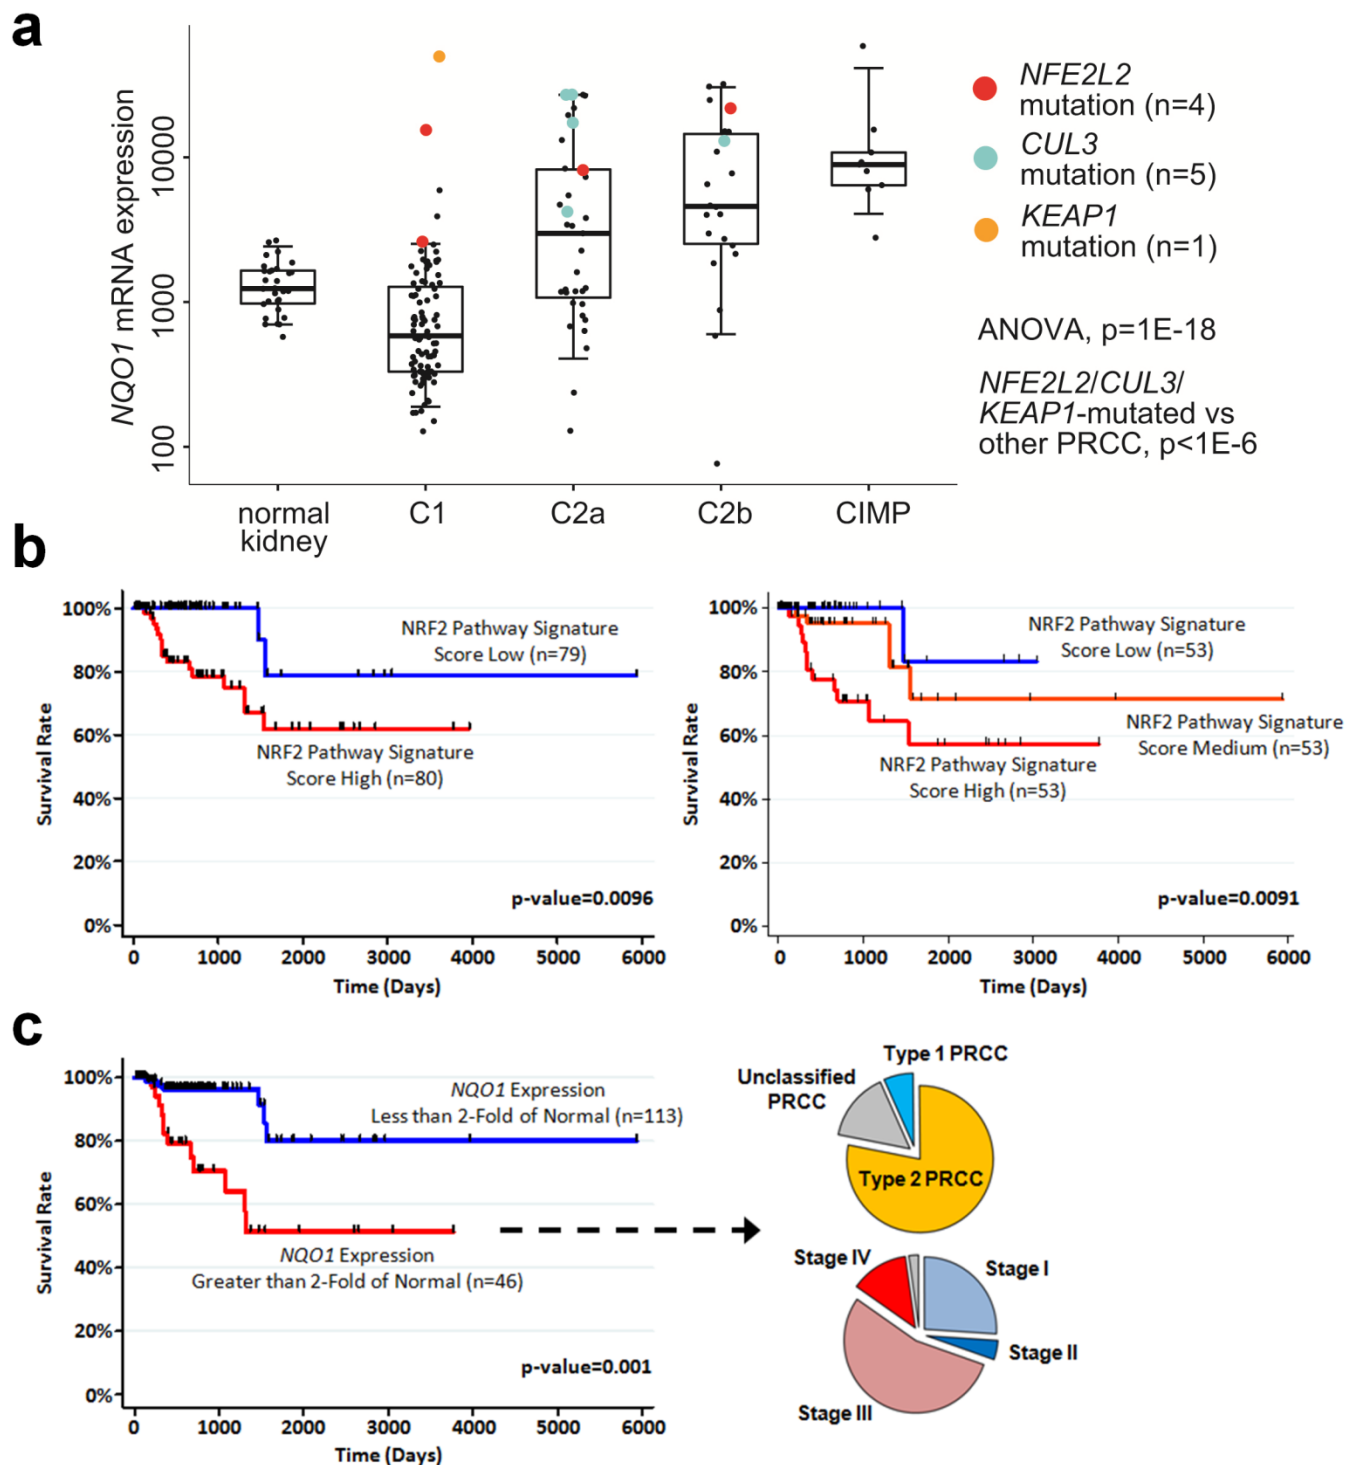 a
NQO1 mRNA expression
10000
1000
100
normal
kidney
C1
C2a
C2b
CIMP
NFE2L2
mutation (n=4)
CUL3
mutation (n=5)
KEAP1
mutation (n=1)
ANOVA, p=1E-18
NFE2L2/CUL3/
KEAP1-mutated vs
other PRCC, p<1E-6
b
Survival Rate
100%
80%
60%
40%
20%
0%
NRF2 Pathway Signature
Score Low (n=79)
NRF2 Pathway Signature
Score High (n=80)
p-value=0.0096
0 1000 2000 3000 4000 5000 6000
Time (Days)
Survival Rate
100%
80%
60%
40%
20%
0%
NRF2 Pathway Signature
Score Low (n=53)
NRF2 Pathway Signature
Score Medium (n=53)
NRF2 Pathway Signature
Score High (n=53)
p-value=0.0091
0 1000 2000 3000 4000 5000 6000
Time (Days)
c
Survival Rate
100%
80%
60%
40%
20%
0%
NQO1 Expression
Less than 2-Fold of Normal (n=113)
NQO1 Expression
Greater than 2-Fold of Normal (n=46)
p-value=0.001
0 1000 2000 3000 4000 5000 6000
Time (Days)
Type 1 PRCC
Unclassified
PRCC
Type 2 PRCC
Stage IV
Stage I
Stage II
Stage III